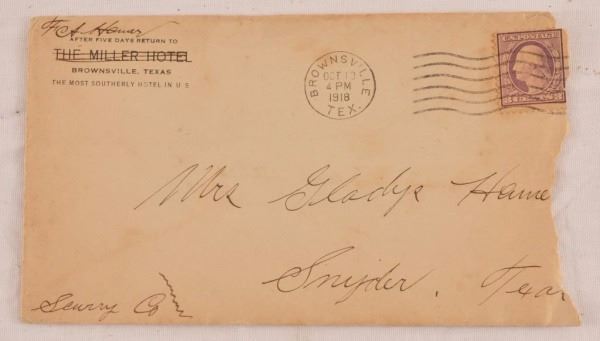 F A Hamer
AFTER FIVE DAYS RETURN TO
THE MILLER HOTEL
BROWNSVILLE, TEXAS
THE MOST SOUTHERLY HOTEL IN U S
BROWNSVILLE
OCT 13
4 PM
1918
TEX.
U.S. POSTAGE
Mrs Gladys Hame
Snyder, Texas
Scurry Co